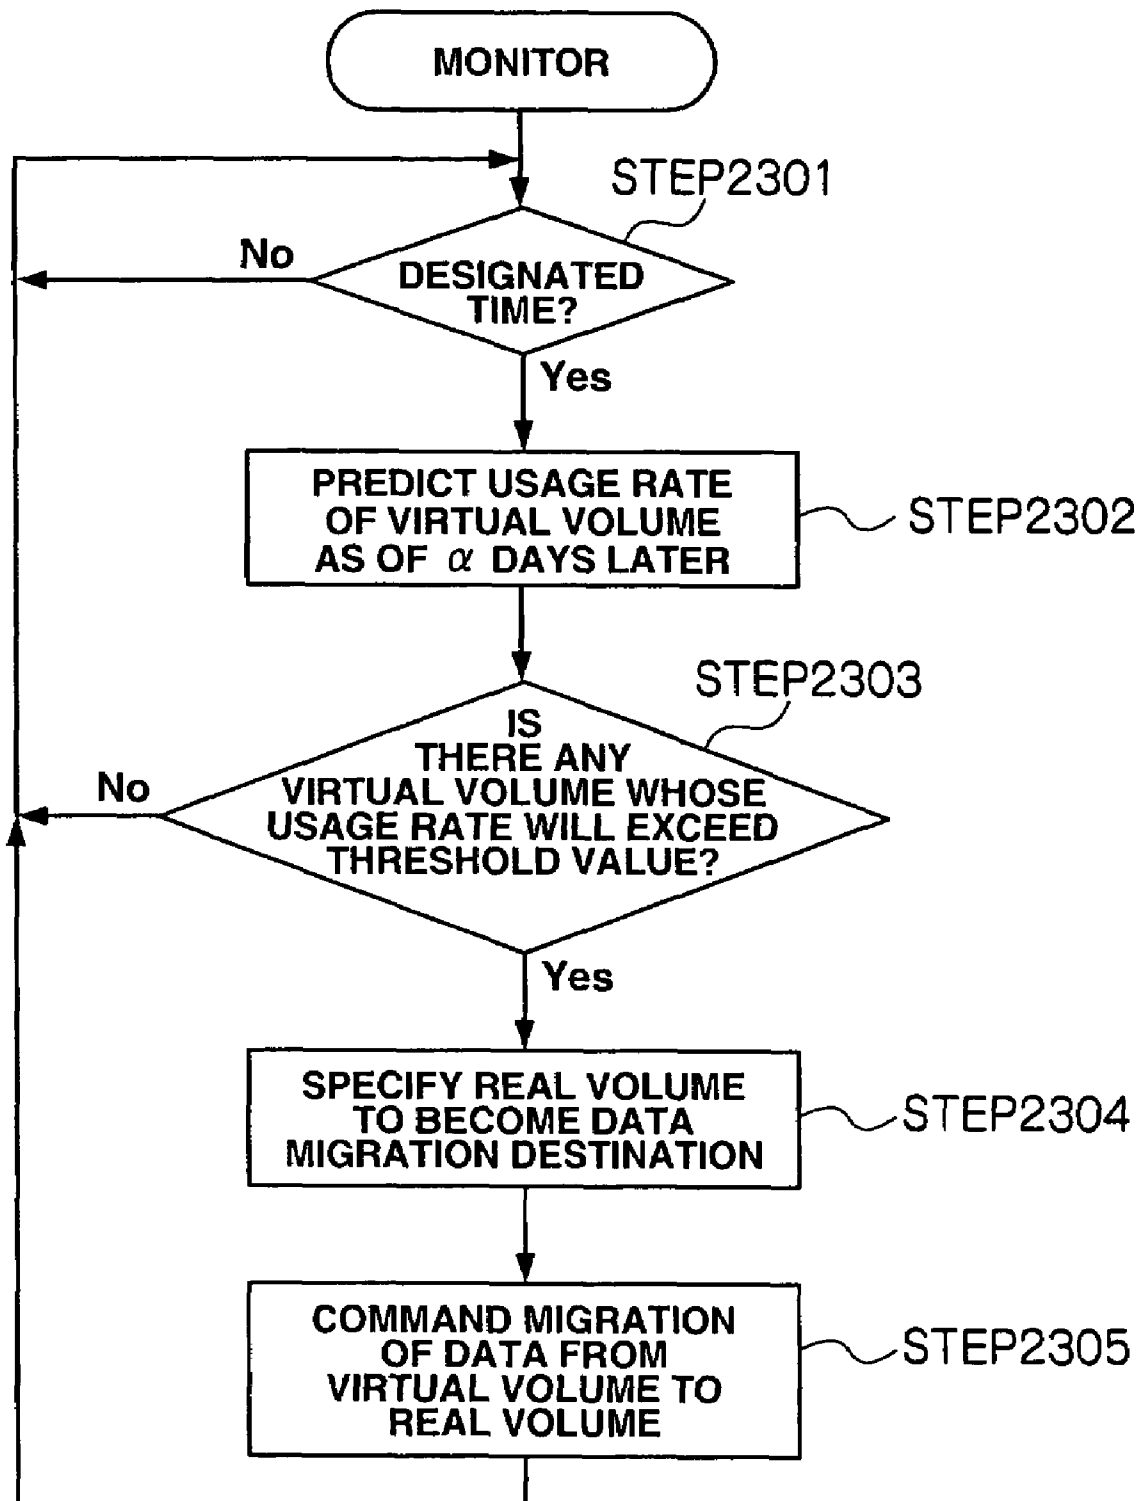 MONITOR
STEP2301
No
DESIGNATED
TIME?
Yes
PREDICT USAGE RATE
OF VIRTUAL VOLUME
AS OF α DAYS LATER
STEP2302
STEP2303
IS
THERE ANY
VIRTUAL VOLUME WHOSE
USAGE RATE WILL EXCEED
THRESHOLD VALUE?
No
Yes
SPECIFY REAL VOLUME
TO BECOME DATA
MIGRATION DESTINATION
STEP2304
COMMAND MIGRATION
OF DATA FROM
VIRTUAL VOLUME TO
REAL VOLUME
STEP2305